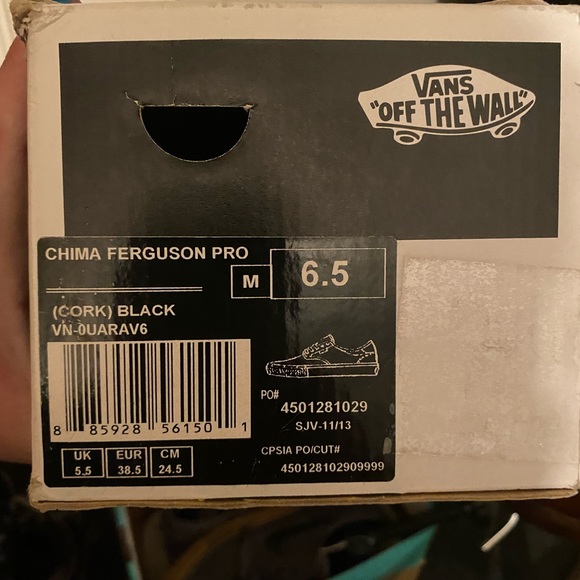 VANS
"OFF THE WALL"
CHIMA FERGUSON PRO
M
6.5
(CORK) BLACK
VN-0UARAV6
PO#
4501281029
SJV-11/13
8 85928 56150 1
CPSIA PO/CUT#
450128102909999
UK EUR CM
5.5 38.5 24.5